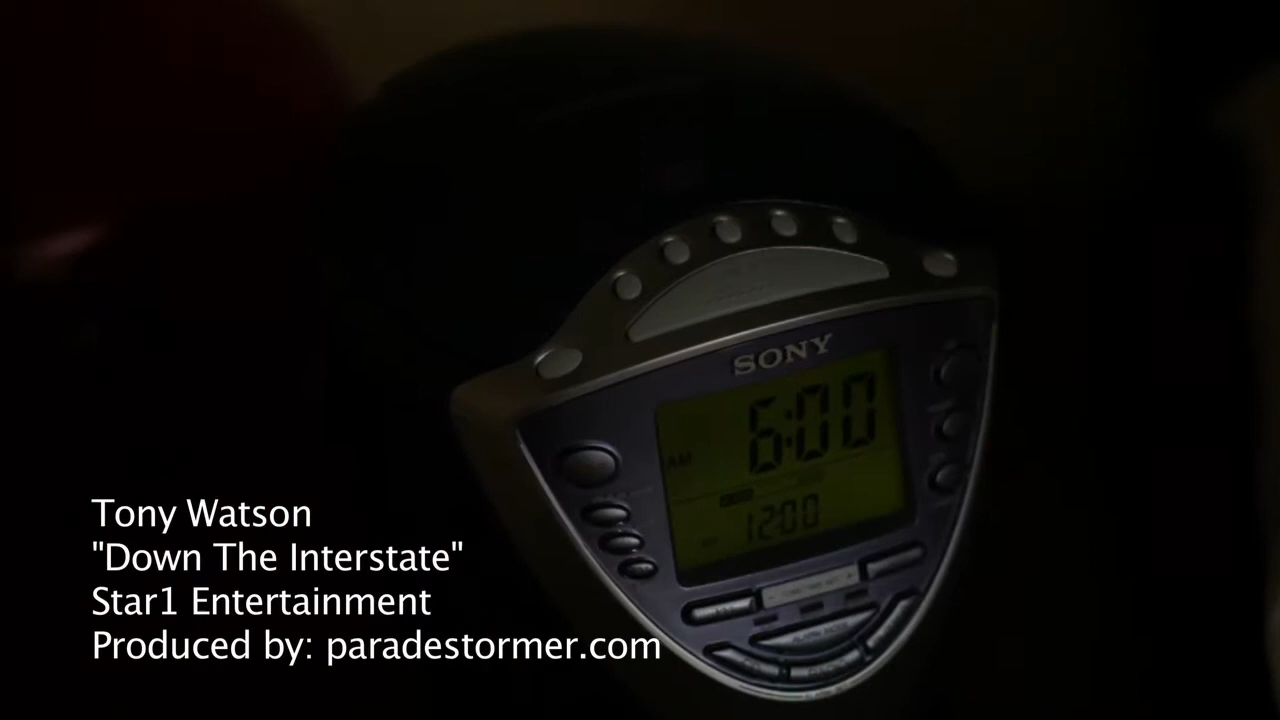 SONY
6:00
AM
12:00
Tony Watson
"Down The Interstate"
Star1 Entertainment
Produced by: paradestormer.com